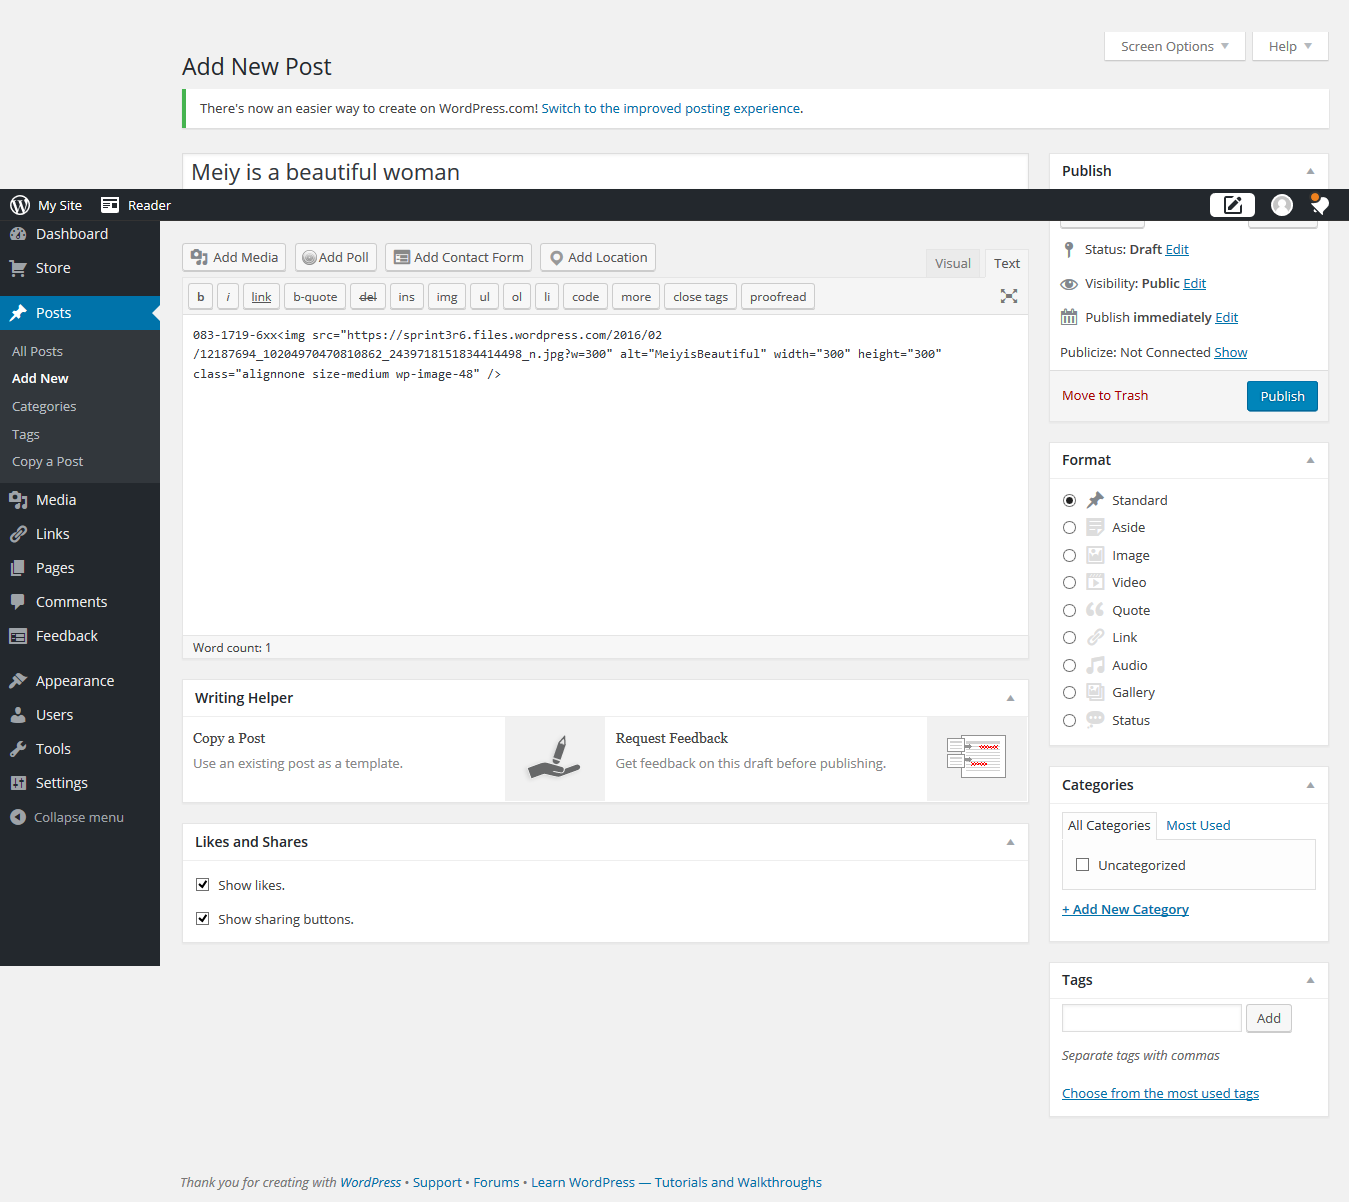 Screen Options
Help
Add New Post
There's now an easier way to create on WordPress.com! Switch to the improved posting experience.
Meiy is a beautiful woman
Publish
My Site
Reader
Dashboard
Store
Posts
All Posts
Add New
Categories
Tags
Copy a Post
Media
Links
Pages
Comments
Feedback
Appearance
Users
Tools
Settings
Collapse menu
Add Media
Add Poll
Add Contact Form
Add Location
Visual
Text
b
i
link
b-quote
del
ins
img
ul
ol
li
code
more
close tags
proofread
083-1719-6xx<img src="https://sprint3r6.files.wordpress.com/2016/02
/12187694_10204970470810862_2439718151834414498_n.jpg?w=300" alt="MeiyisBeautiful" width="300" height="300"
class="alignnone size-medium wp-image-48" />
Word count: 1
Writing Helper
Copy a Post
Use an existing post as a template.
Request Feedback
Get feedback on this draft before publishing.
Likes and Shares
Show likes.
Show sharing buttons.
Status: Draft Edit
Visibility: Public Edit
Publish immediately Edit
Publicize: Not Connected Show
Move to Trash
Publish
Format
Standard
Aside
Image
Video
Quote
Link
Audio
Gallery
Status
Categories
All Categories
Most Used
Uncategorized
+ Add New Category
Tags
Add
Separate tags with commas
Choose from the most used tags
Thank you for creating with WordPress • Support • Forums • Learn WordPress — Tutorials and Walkthroughs